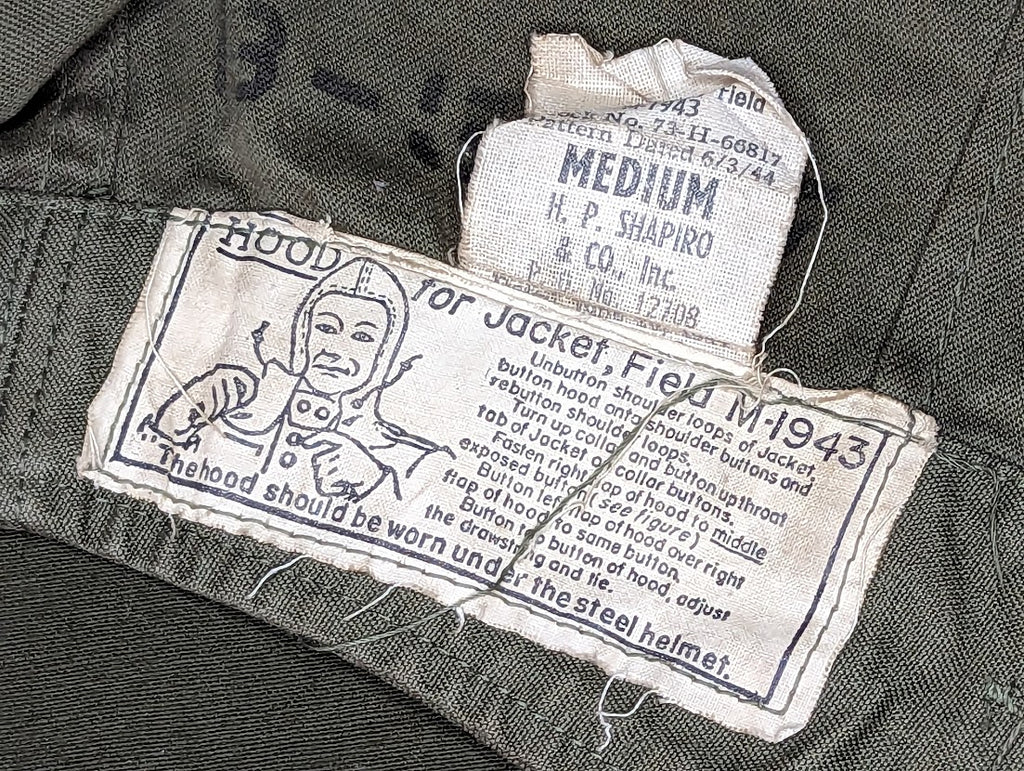 B-1
Field
1943
No. 73-H-66817
Pattern Dated 6/3/44
MEDIUM
H. P. SHAPIRO
& CO., Inc.
P. No. 12708
HOOD for Jacket, Field M-1943
Unbutton shoulder loops of Jacket,
button hood onto shoulder buttons and
rebutton shoulder loops.
Turn up collar and button up throat
tab of Jacket or collar buttons.
Fasten right flap of hood to middle
exposed button (see figure)
Button left flap of hood over right
flap of hood to same button.
Button top button of hood, adjust
the drawstring and tie.
The hood should be worn under the steel helmet.